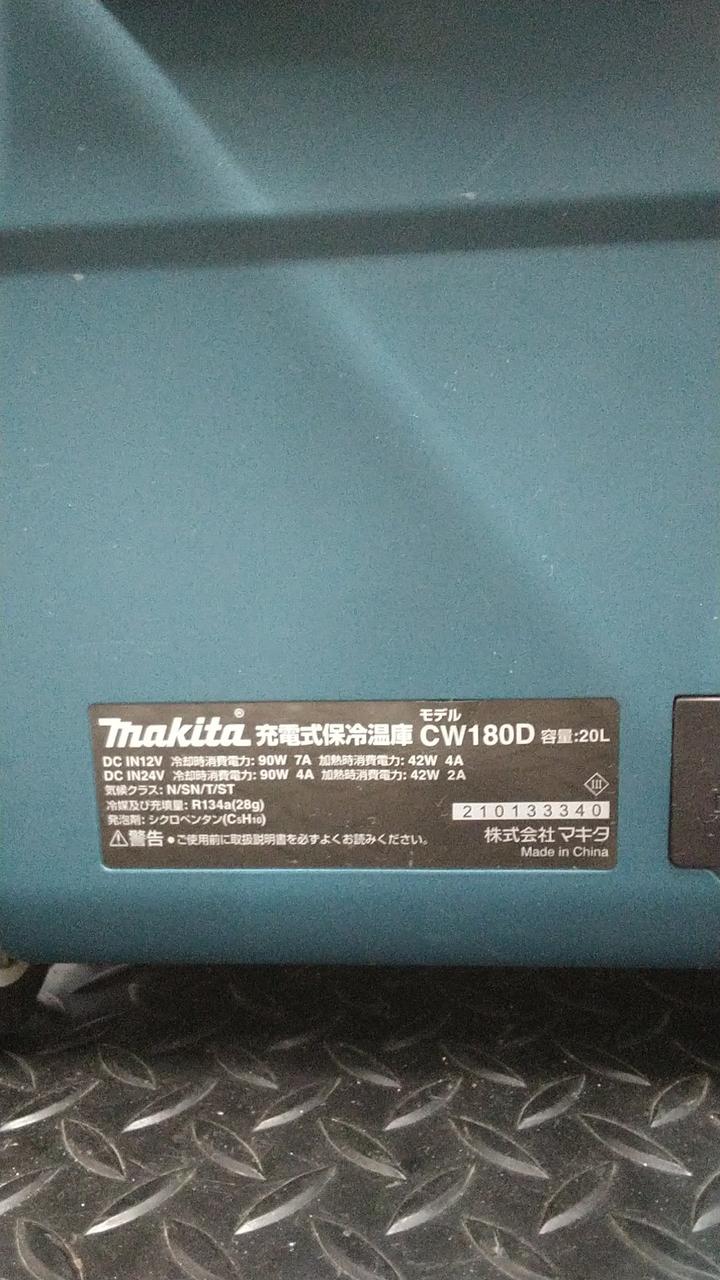 makita® 充電式保冷温庫 モデル CW180D 容量:20L
DC IN12V 冷却時消費電力: 90W 7A 加熱時消費電力: 42W 4A
DC IN24V 冷却時消費電力: 90W 4A 加熱時消費電力: 42W 2A
気候クラス: N/SN/T/ST
III
冷媒及び充填量: R134a(28g)
210133340
発泡剤: シクロペンタン(C₅H₁₀)
⚠警告 ●ご使用前に取扱説明書を必ずよくお読みください。
株式会社マキタ
Made in China